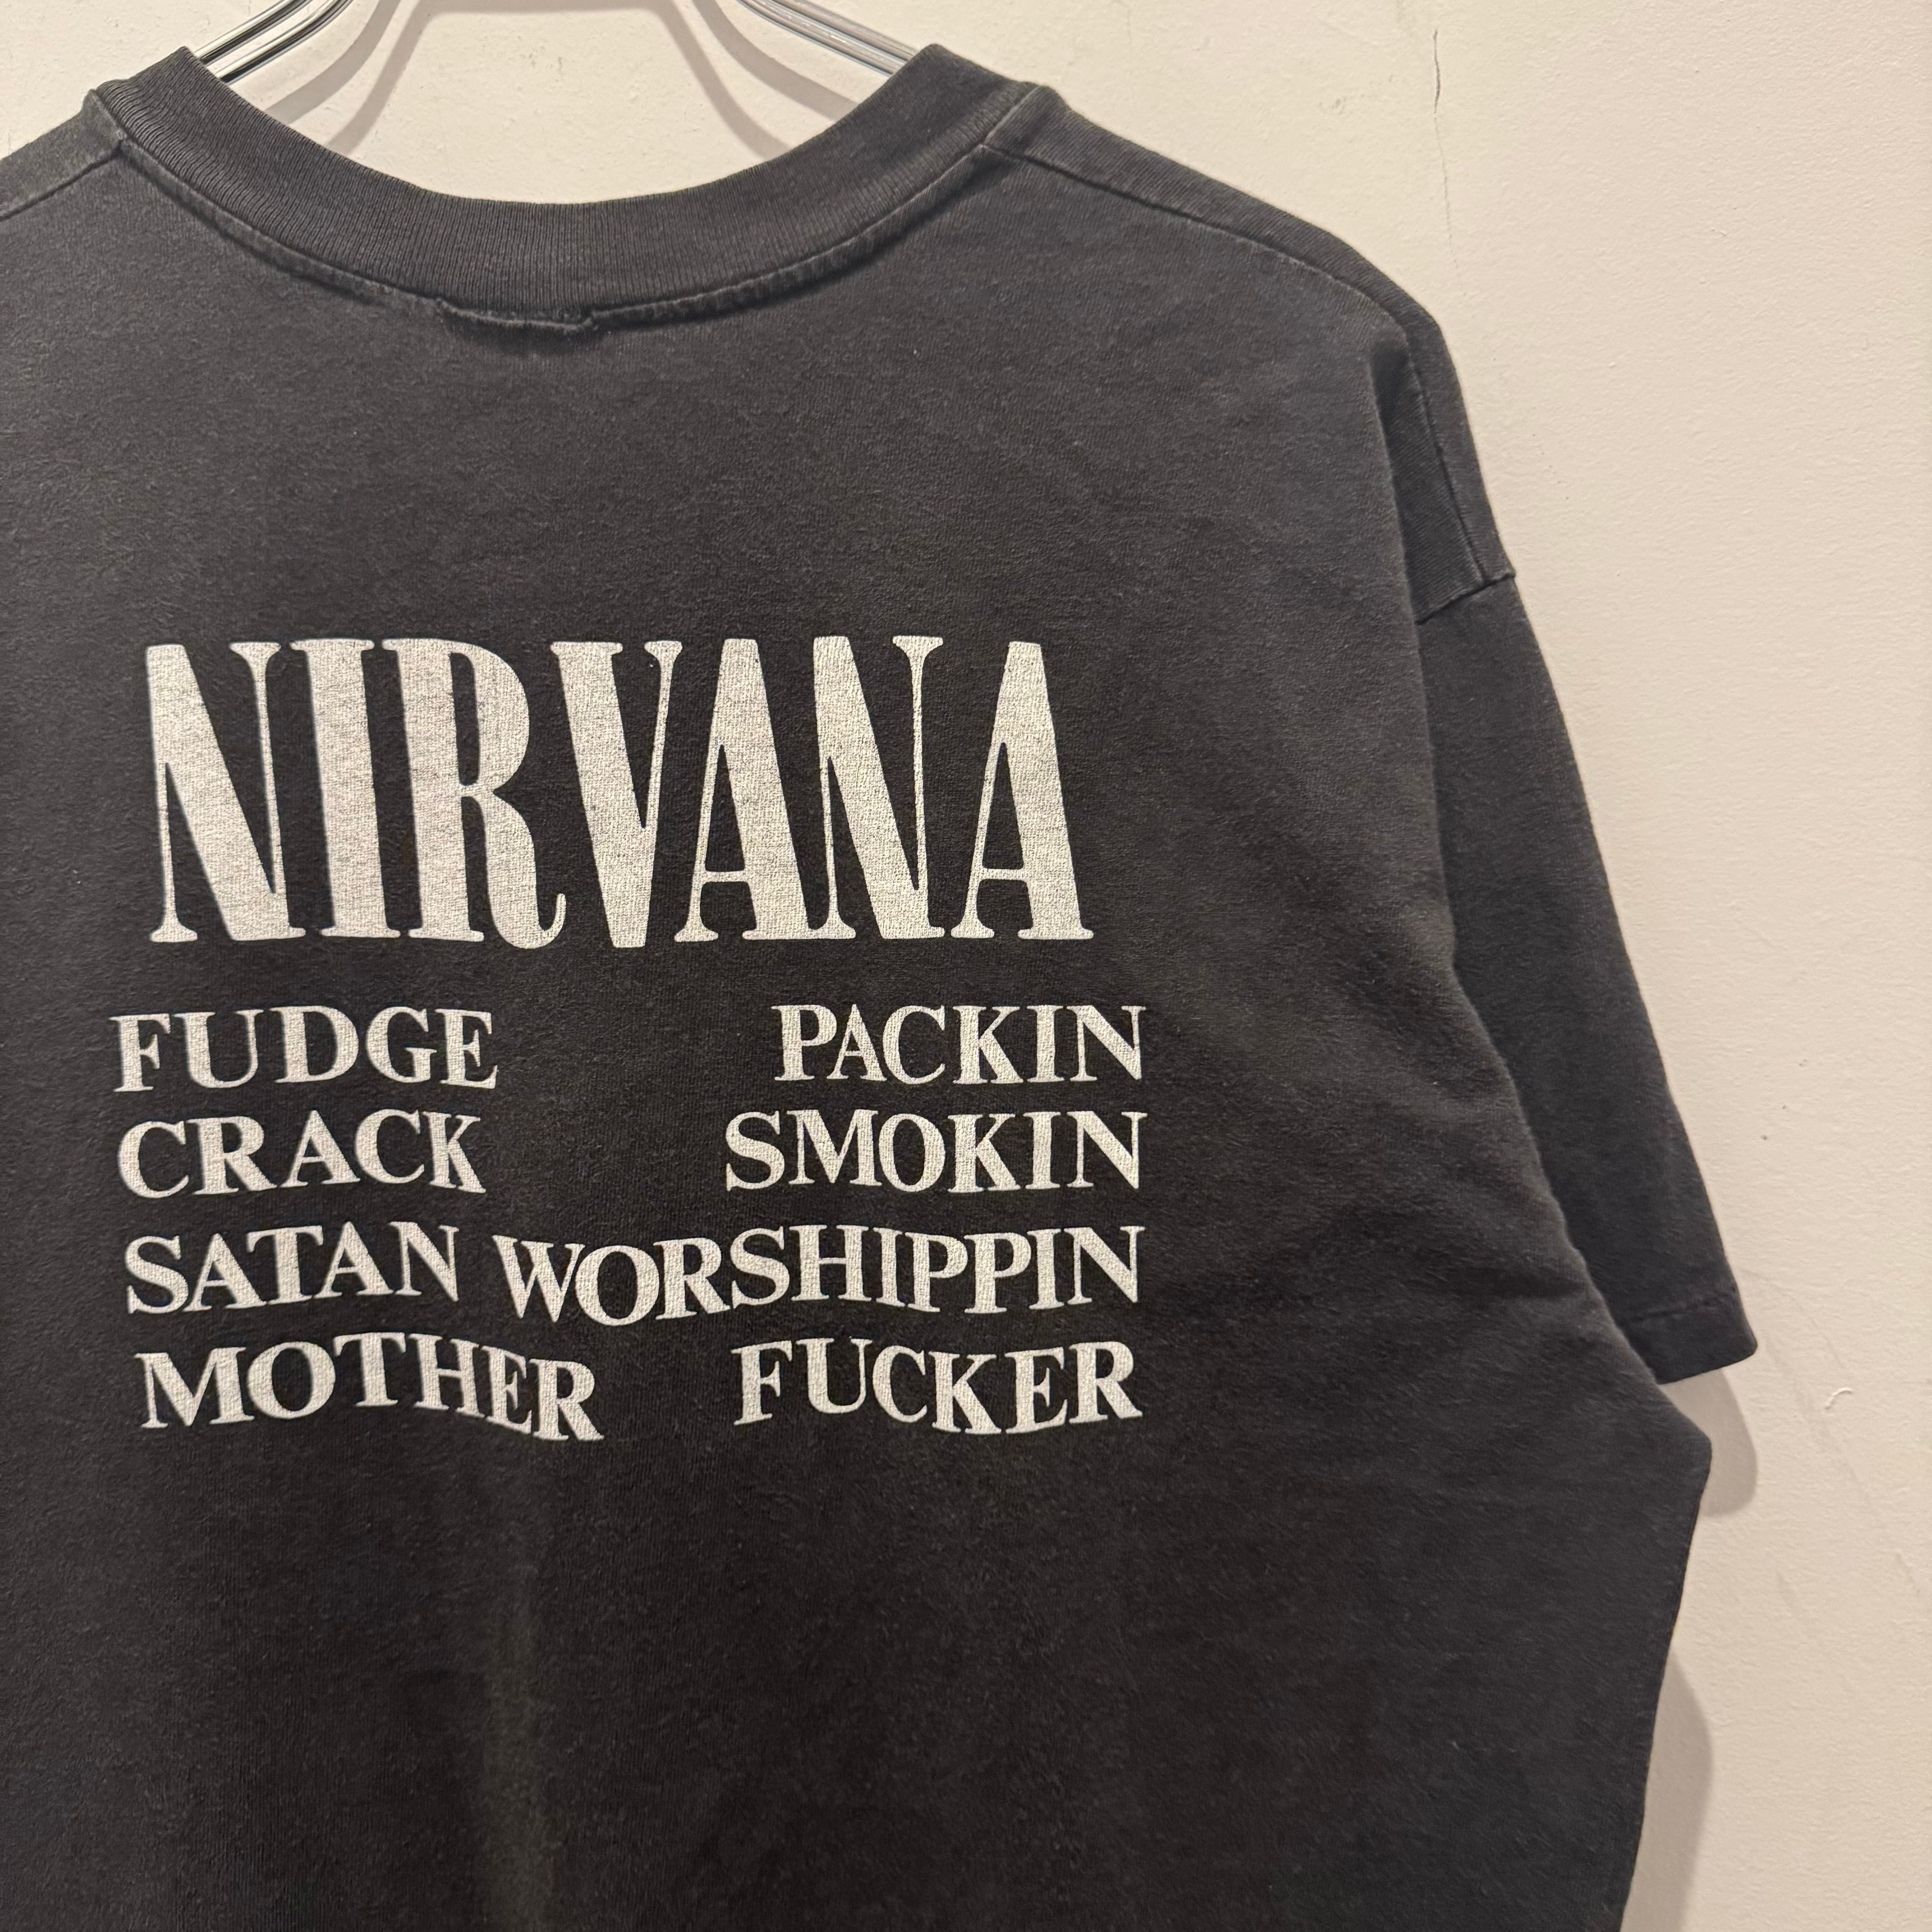 NIRVANA
FUDGE PACKIN
CRACK SMOKIN
SATAN WORSHIPPIN
MOTHER FUCKER